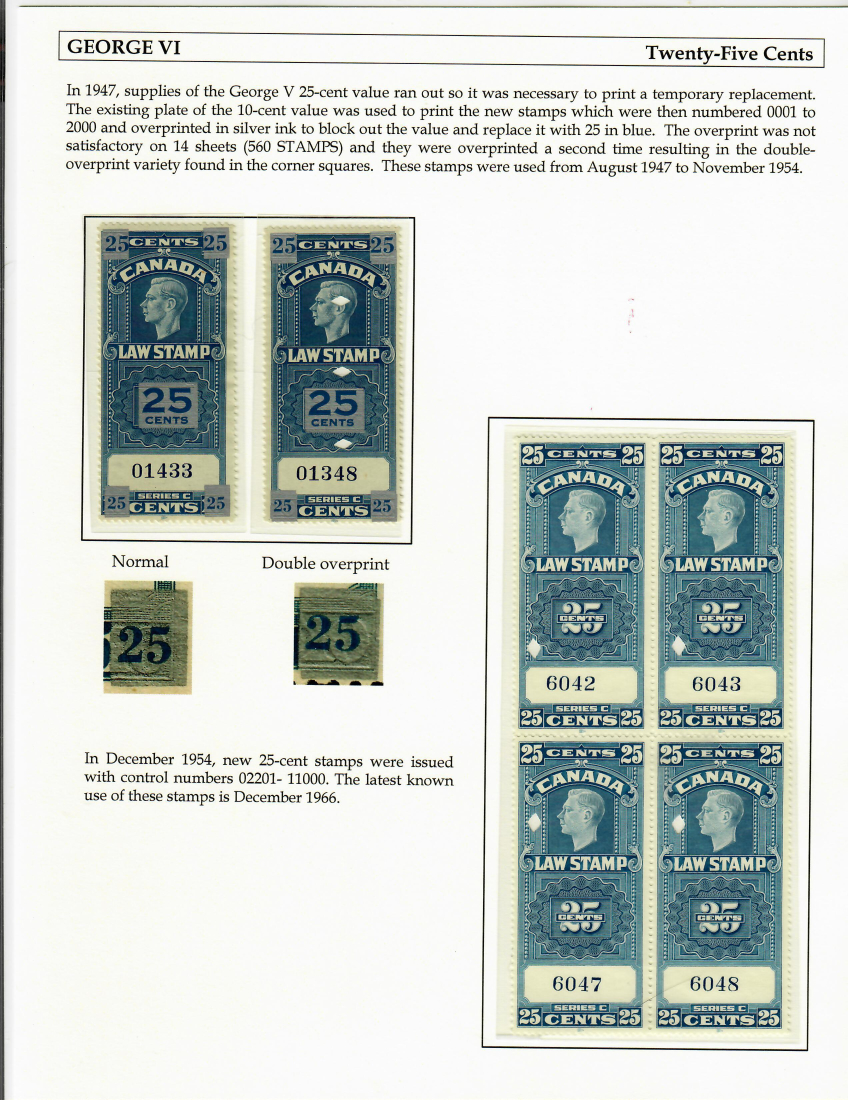 GEORGE VI
Twenty-Five Cents
In 1947, supplies of the George V 25-cent value ran out so it was necessary to print a temporary replacement.
The existing plate of the 10-cent value was used to print the new stamps which were then numbered 0001 to
2000 and overprinted in silver ink to block out the value and replace it with 25 in blue. The overprint was not
satisfactory on 14 sheets (560 STAMPS) and they were overprinted a second time resulting in the double-
overprint variety found in the corner squares. These stamps were used from August 1947 to November 1954.
25 CENTS 25
CANADA
LAW STAMP
25
CENTS
01433
SERIES C
25 CENTS 25
25 CENTS 25
CANADA
LAW STAMP
25
CENTS
01348
SERIES C
25 CENTS 25
Normal
Double overprint
25
25
In December 1954, new 25-cent stamps were issued
with control numbers 02201- 11000. The latest known
use of these stamps is December 1966.
25 CENTS 25
CANADA
LAW STAMP
25
CENTS
6042
SERIES C
25 CENTS 25
25 CENTS 25
CANADA
LAW STAMP
25
CENTS
6043
SERIES C
25 CENTS 25
25 CENTS 25
CANADA
LAW STAMP
25
CENTS
6047
SERIES C
25 CENTS 25
25 CENTS 25
CANADA
LAW STAMP
25
CENTS
6048
SERIES C
25 CENTS 25